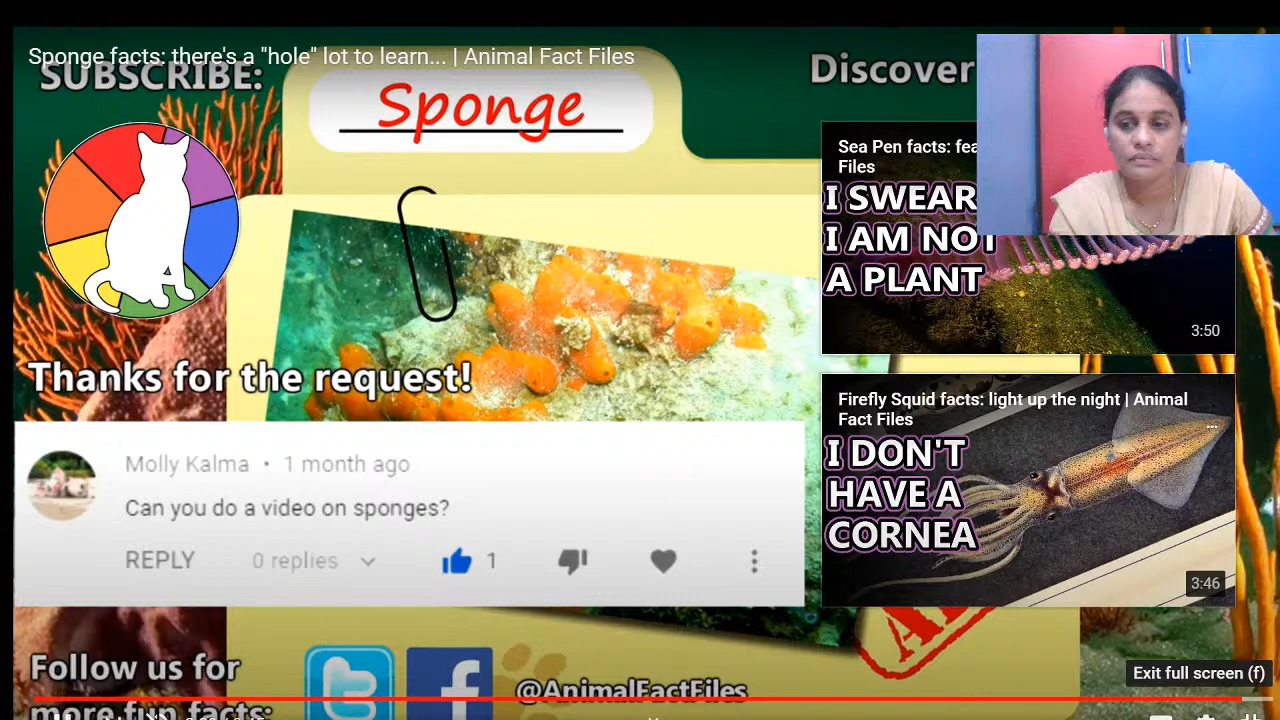 Sponge facts: there's a "hole" lot to learn... | Animal Fact Files
SUBSCRIBE:
Sponge
Discover
Sea Pen facts:
Files
I SWEAR
I AM NOT
A PLANT
3:50
Thanks for the request!
Molly Kalma • 1 month ago
Can you do a video on sponges?
REPLY 0 replies 1
Firefly Squid facts: light up the night | Animal
Fact Files
I DON'T
HAVE A
CORNEA
3:46
Follow us for
more fun facts:
@AnimalFactFiles
Exit full screen (f)